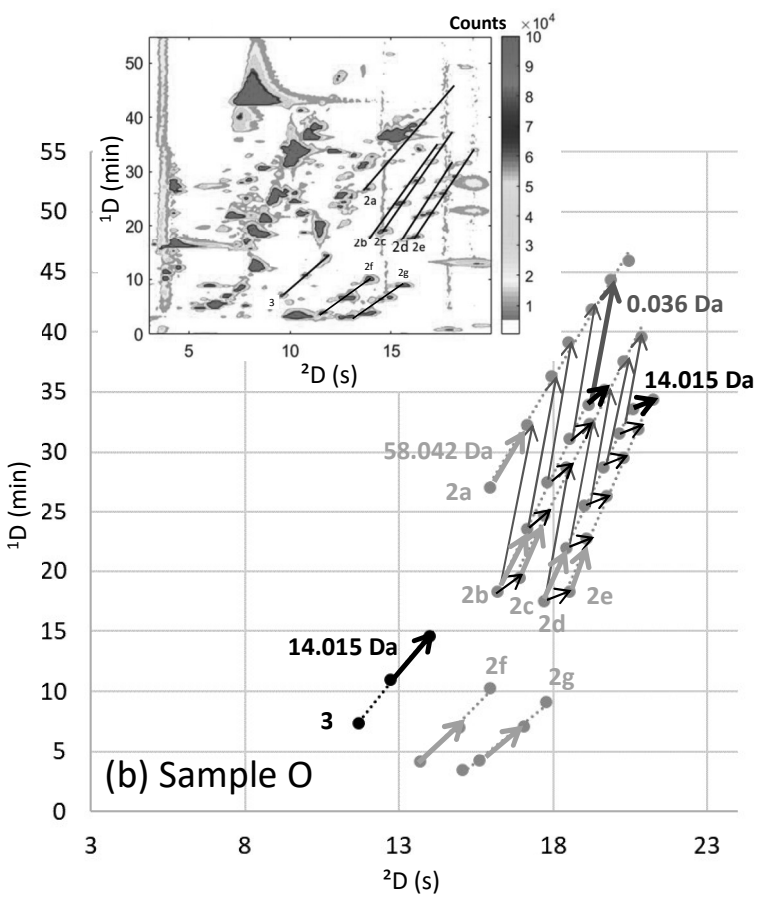 Counts ×10⁴
10
9
8
7
6
5
4
3
2
1
50
40
30
20
10
0
¹D (min)
5 10 15
²D (s)
2a
2b 2c 2d 2e
2f
2g
3
55
50
45
40
35
30
25
20
15
10
5
0
¹D (min)
0.036 Da
14.015 Da
58.042 Da
2a
2b
2c
2d
2e
14.015 Da
2f
2g
3
(b) Sample O
3 8 13 18 23
²D (s)